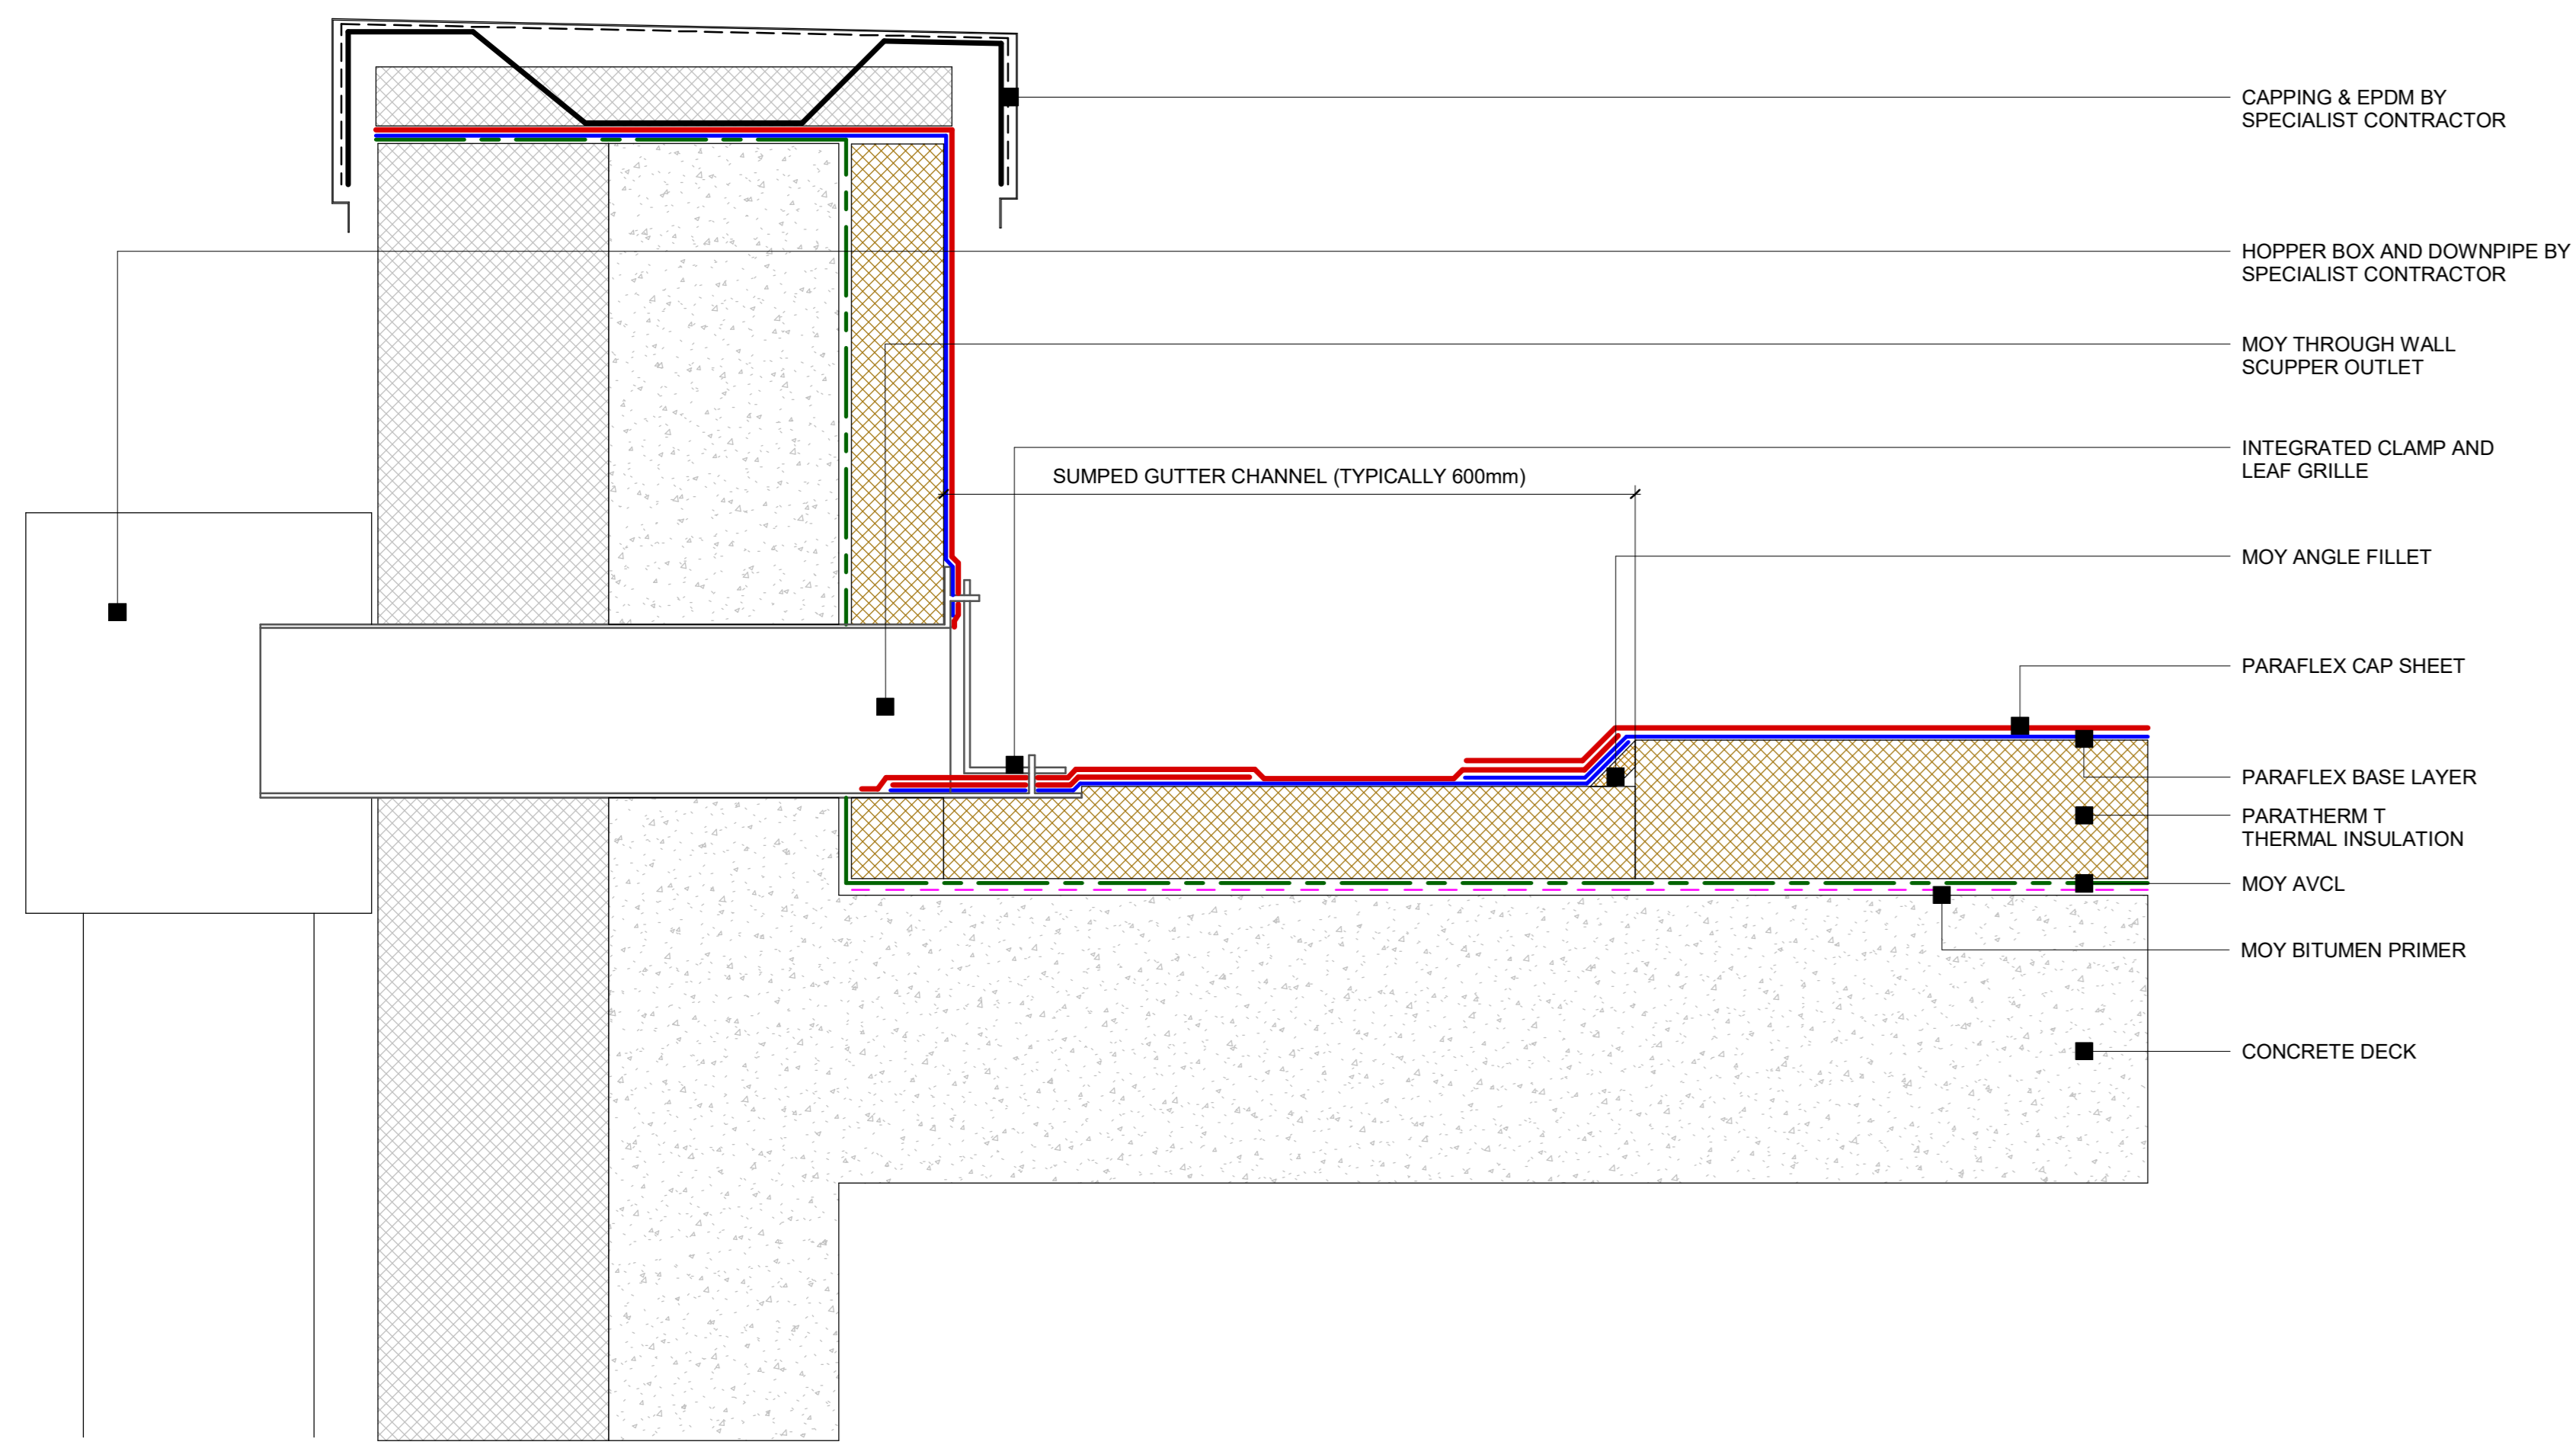 CAPPING & EPDM BY
SPECIALIST CONTRACTOR
HOPPER BOX AND DOWNPIPE BY
SPECIALIST CONTRACTOR
MOY THROUGH WALL
SCUPPER OUTLET
INTEGRATED CLAMP AND
LEAF GRILLE
SUMPED GUTTER CHANNEL (TYPICALLY 600mm)
MOY ANGLE FILLET
PARAFLEX CAP SHEET
PARAFLEX BASE LAYER
PARATHERM T
THERMAL INSULATION
MOY AVCL
MOY BITUMEN PRIMER
CONCRETE DECK